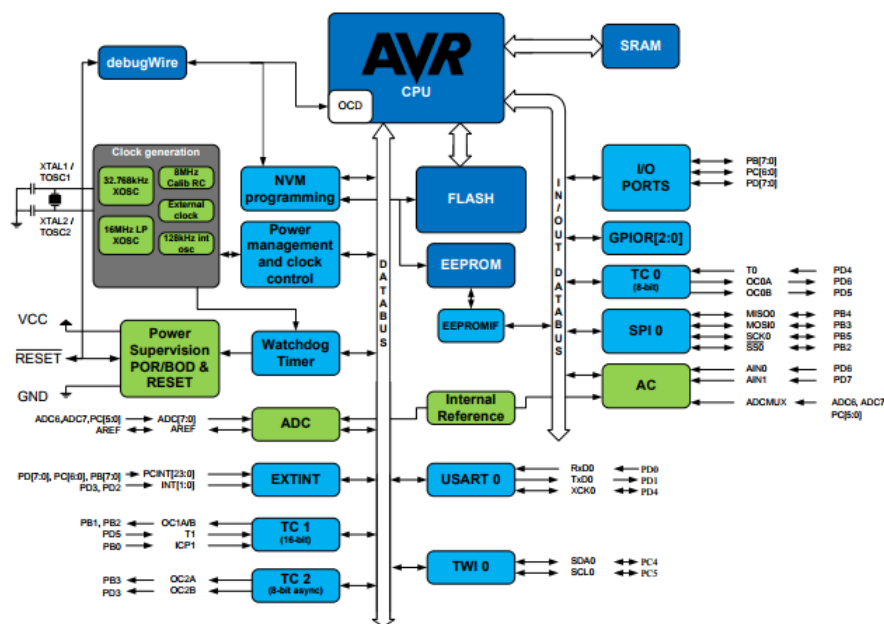 AVR
CPU
OCD
SRAM
debugWire
Clock generation
XTAL1 /
TOSC1
32.768kHz
XOSC
8MHz
Calib RC
External
clock
16MHz LP
XOSC
128kHz int
osc
XTAL2 /
TOSC2
NVM
programming
FLASH
Power
management
and clock
control
EEPROM
EEPROMIF
DATABUS
IN/OUT DATABUS
I/O
PORTS
PB[7:0]
PC[6:0]
PD[7:0]
GPIOR[2:0]
TC 0
(8-bit)
T0 PD4
OC0A PD6
OC0B PD5
SPI 0
MISO0 PB4
MOSI0 PB3
SCK0 PB5
SS0 PB2
VCC
RESET
GND
Power
Supervision
POR/BOD &
RESET
Watchdog
Timer
Internal
Reference
AC
AIN0 PD6
AIN1 PD7
ADCMUX ADC6, ADC7
PC[5:0]
ADC6,ADC7,PC[5:0] ADC[7:0]
AREF AREF
ADC
PD[7:0], PC[6:0], PB[7:0] PCINT[23:0]
PD3, PD2 INT[1:0]
EXTINT
USART 0
RxD0 PD0
TxD0 PD1
XCK0 PD4
PB1, PB2 OC1A/B
PD5 T1
PB0 ICP1
TC 1
(16-bit)
TWI 0
SDA0 PC4
SCL0 PC5
PB3 OC2A
PD3 OC2B
TC 2
(8-bit async)